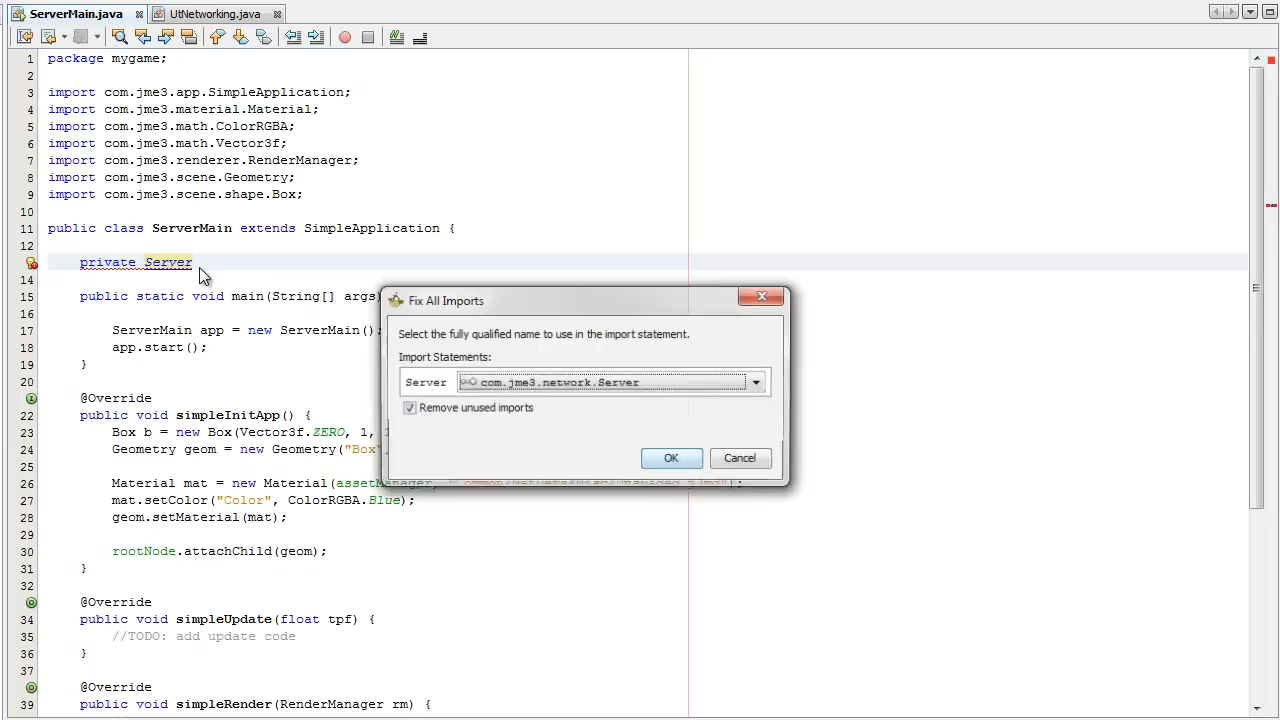 ServerMain.java
UtNetworking.java
1 package mygame;
2
3 import com.jme3.app.SimpleApplication;
4 import com.jme3.material.Material;
5 import com.jme3.math.ColorRGBA;
6 import com.jme3.math.Vector3f;
7 import com.jme3.renderer.RenderManager;
8 import com.jme3.scene.Geometry;
9 import com.jme3.scene.shape.Box;
10
11 public class ServerMain extends SimpleApplication {
12
private Server
14
15 public static void main(String[] args)
16
17 ServerMain app = new ServerMain();
18 app.start();
19 }
20
@Override
22 public void simpleInitApp() {
23 Box b = new Box(Vector3f.ZERO, 1,
24 Geometry geom = new Geometry("Box",
25
26 Material mat = new Material(assetManager,
27 mat.setColor("Color", ColorRGBA.Blue);
28 geom.setMaterial(mat);
29
30 rootNode.attachChild(geom);
31 }
32
@Override
34 public void simpleUpdate(float tpf) {
35 //TODO: add update code
36 }
37
@Override
39 public void simpleRender(RenderManager rm) {
Fix All Imports
Select the fully qualified name to use in the import statement.
Import Statements:
Server com.jme3.network.Server
Remove unused imports
OK Cancel